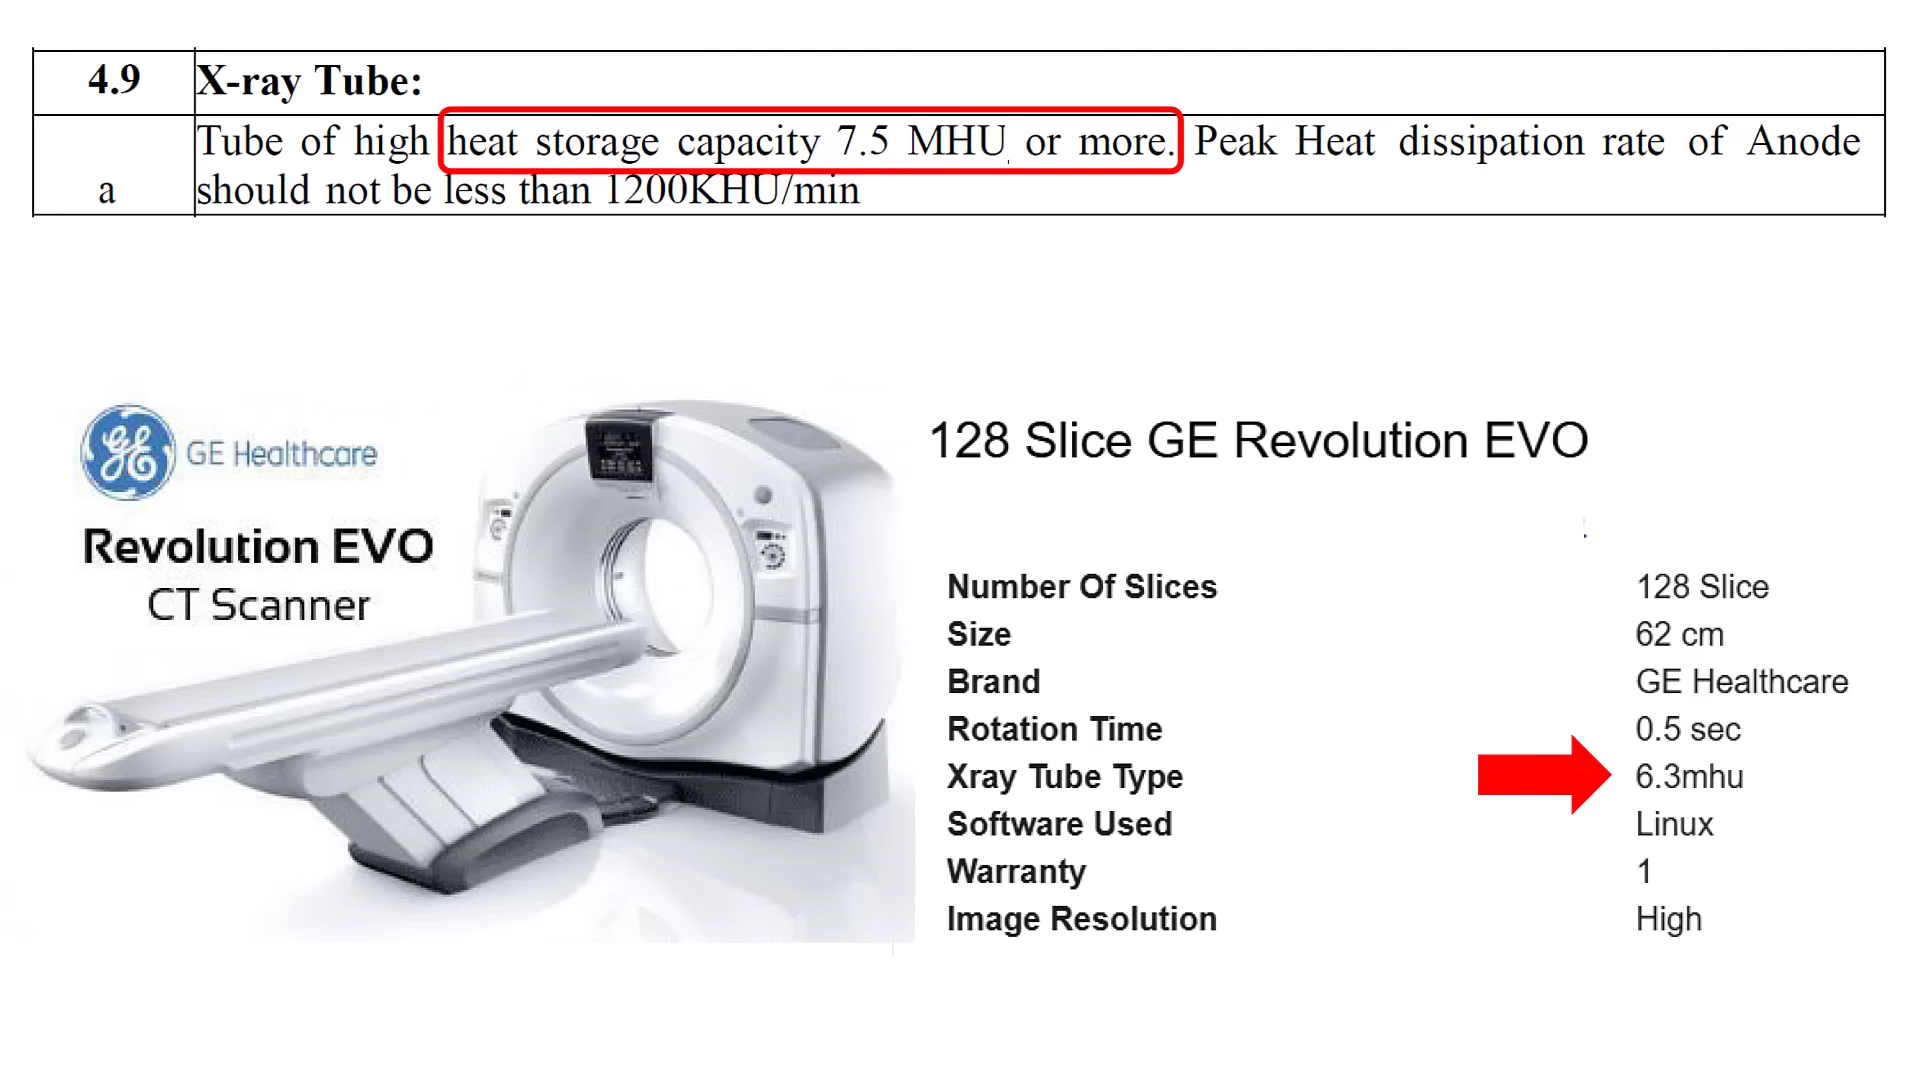 4.9 X-ray Tube:
a Tube of high heat storage capacity 7.5 MHU or more. Peak Heat dissipation rate of Anode
should not be less than 1200KHU/min
GE GE Healthcare
Revolution EVO
CT Scanner
128 Slice GE Revolution EVO
Number Of Slices 128 Slice
Size 62 cm
Brand GE Healthcare
Rotation Time 0.5 sec
Xray Tube Type 6.3mhu
Software Used Linux
Warranty 1
Image Resolution High